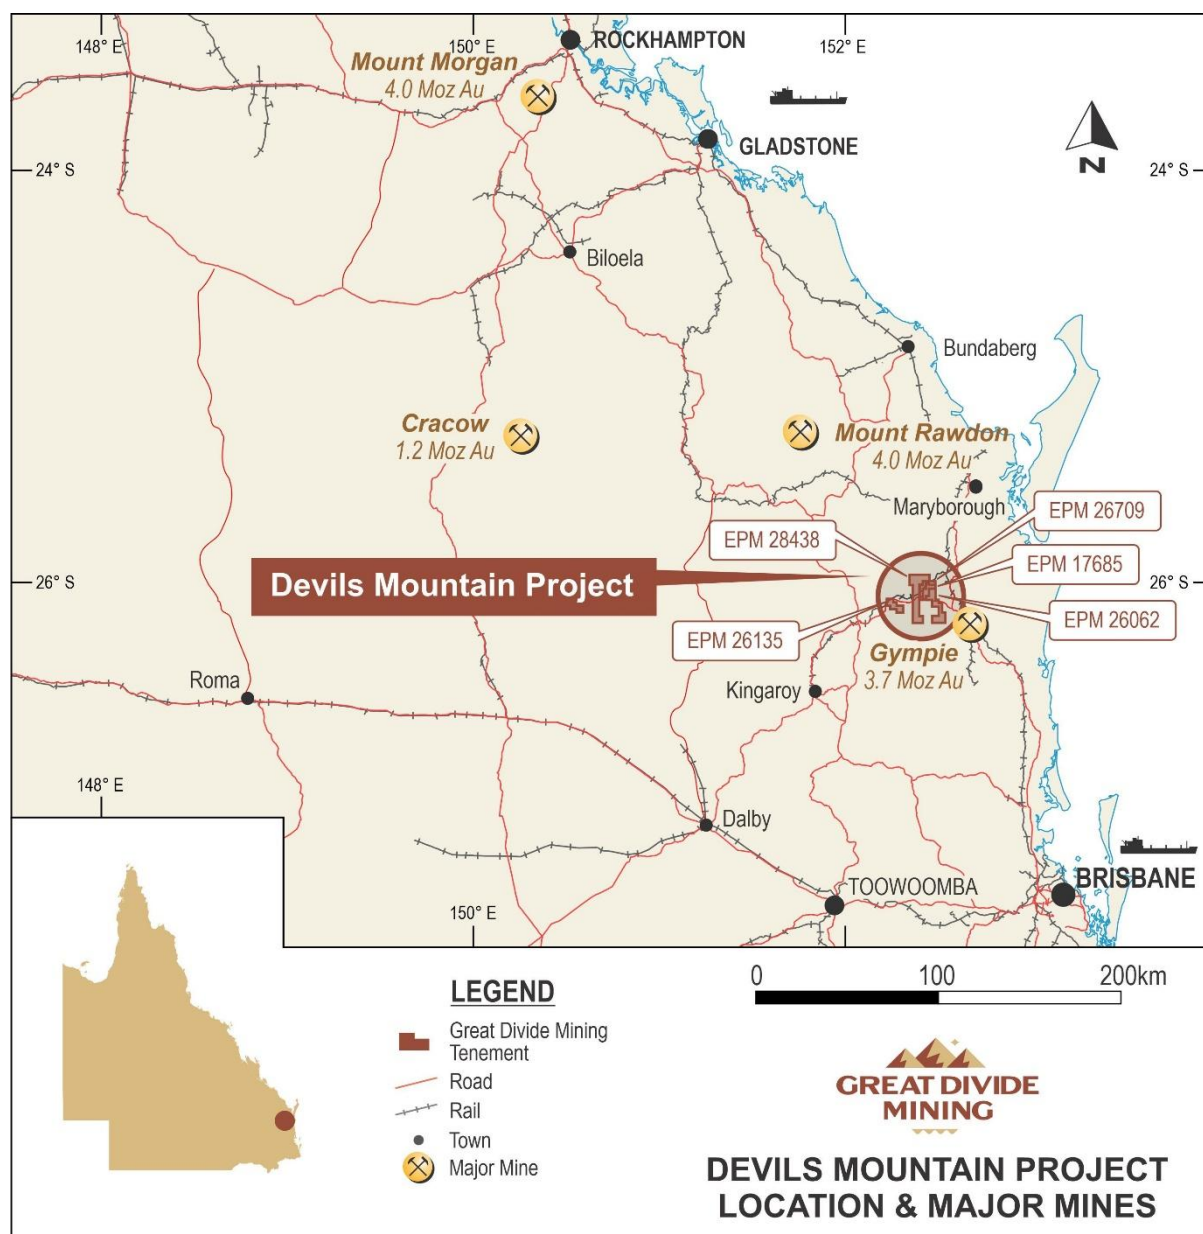 148° E
150° E
152° E
ROCKHAMPTON
Mount Morgan
4.0 Moz Au
GLADSTONE
N
24° S
24° S
Biloela
Bundaberg
Cracow
1.2 Moz Au
Mount Rawdon
4.0 Moz Au
Maryborough
EPM 26709
EPM 28438
EPM 17685
Devils Mountain Project
26° S
26° S
EPM 26062
EPM 26135
Gympie
3.7 Moz Au
Roma
Kingaroy
148° E
Dalby
BRISBANE
TOOWOOMBA
150° E
LEGEND
Great Divide Mining
Tenement
Road
Rail
Town
Major Mine
0 100 200km
GREAT DIVIDE
MINING
DEVILS MOUNTAIN PROJECT
LOCATION & MAJOR MINES